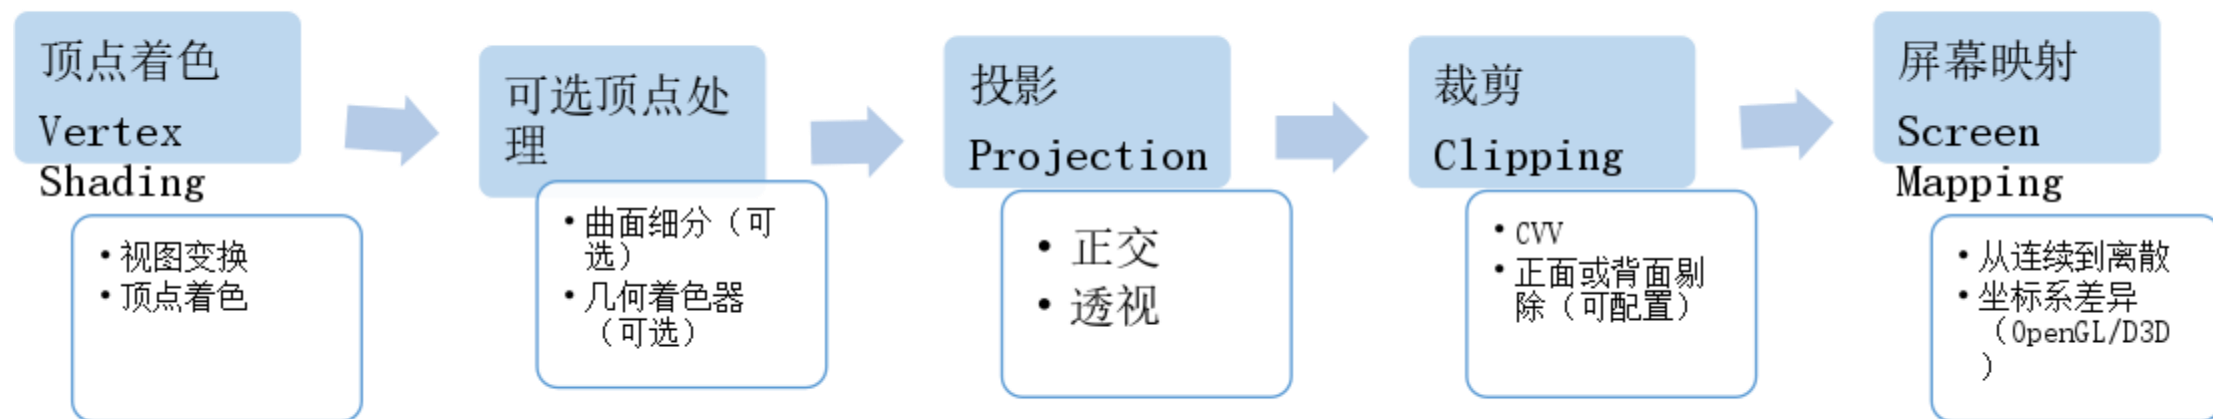 顶点着色
Vertex
Shading
• 视图变换
• 顶点着色
可选顶点处
理
• 曲面细分（可
选）
• 几何着色器
（可选）
投影
Projection
• 正交
• 透视
裁剪
Clipping
• CVV
• 正面或背面剔
除（可配置）
屏幕映射
Screen
Mapping
• 从连续到离散
• 坐标系差异
（OpenGL/D3D
）